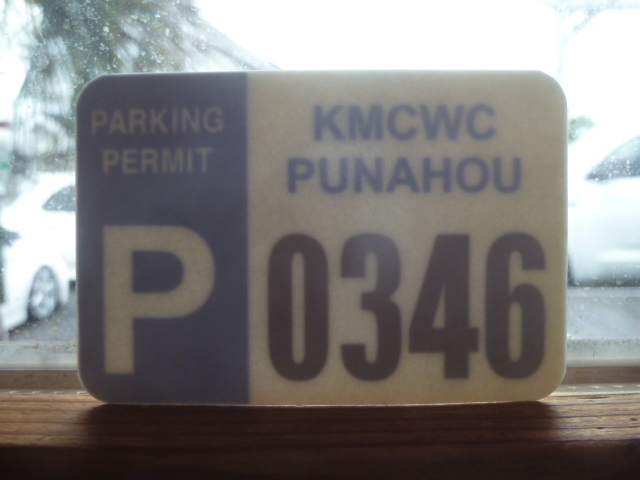 PARKING
PERMIT
P
KMCWC
PUNAHOU
0346